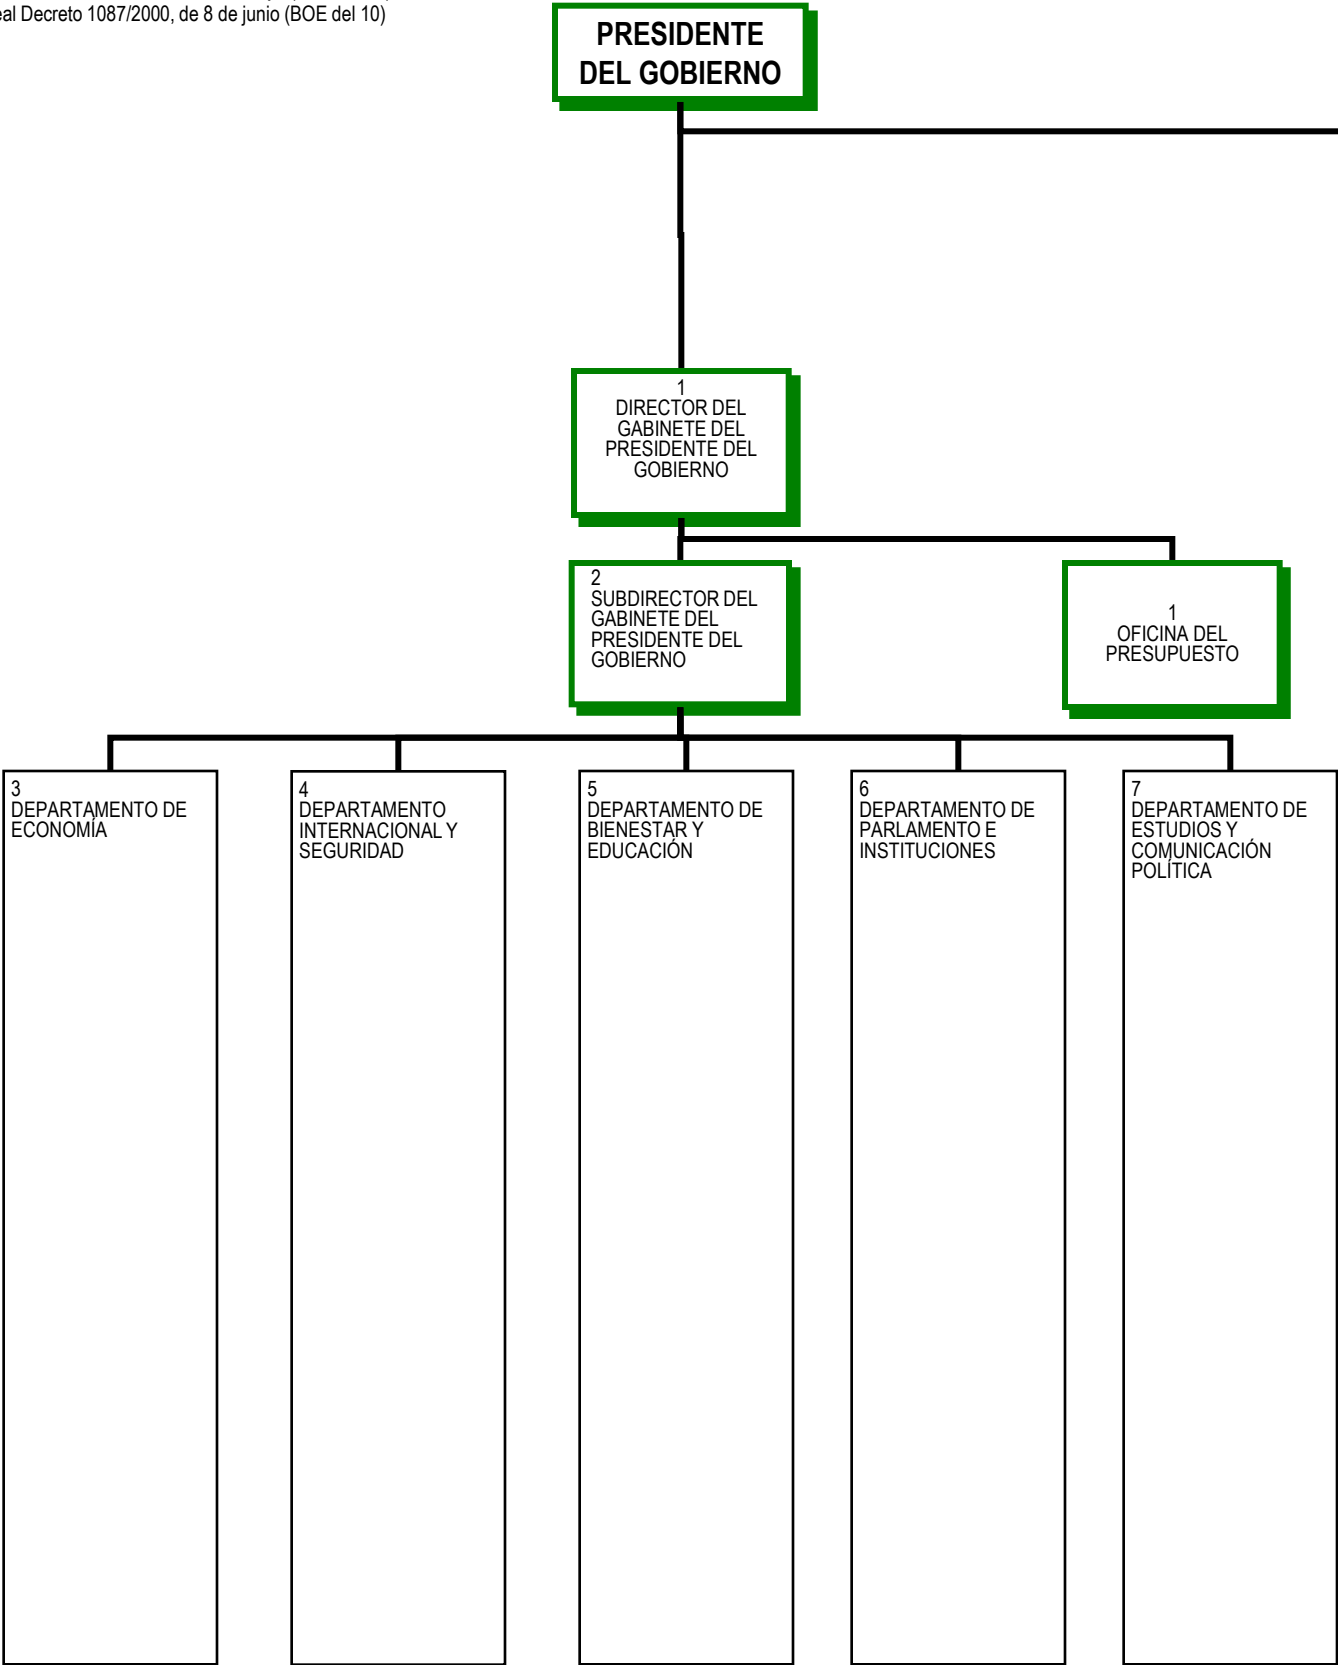 eal Decreto 1087/2000, de 8 de junio (BOE del 10)
PRESIDENTE
DEL GOBIERNO
1
DIRECTOR DEL
GABINETE DEL
PRESIDENTE DEL
GOBIERNO
2
SUBDIRECTOR DEL
GABINETE DEL
PRESIDENTE DEL
GOBIERNO
1
OFICINA DEL
PRESUPUESTO
3
DEPARTAMENTO DE
ECONOMÍA
4
DEPARTAMENTO
INTERNACIONAL Y
SEGURIDAD
5
DEPARTAMENTO DE
BIENESTAR Y
EDUCACIÓN
6
DEPARTAMENTO DE
PARLAMENTO E
INSTITUCIONES
7
DEPARTAMENTO DE
ESTUDIOS Y
COMUNICACIÓN
POLÍTICA